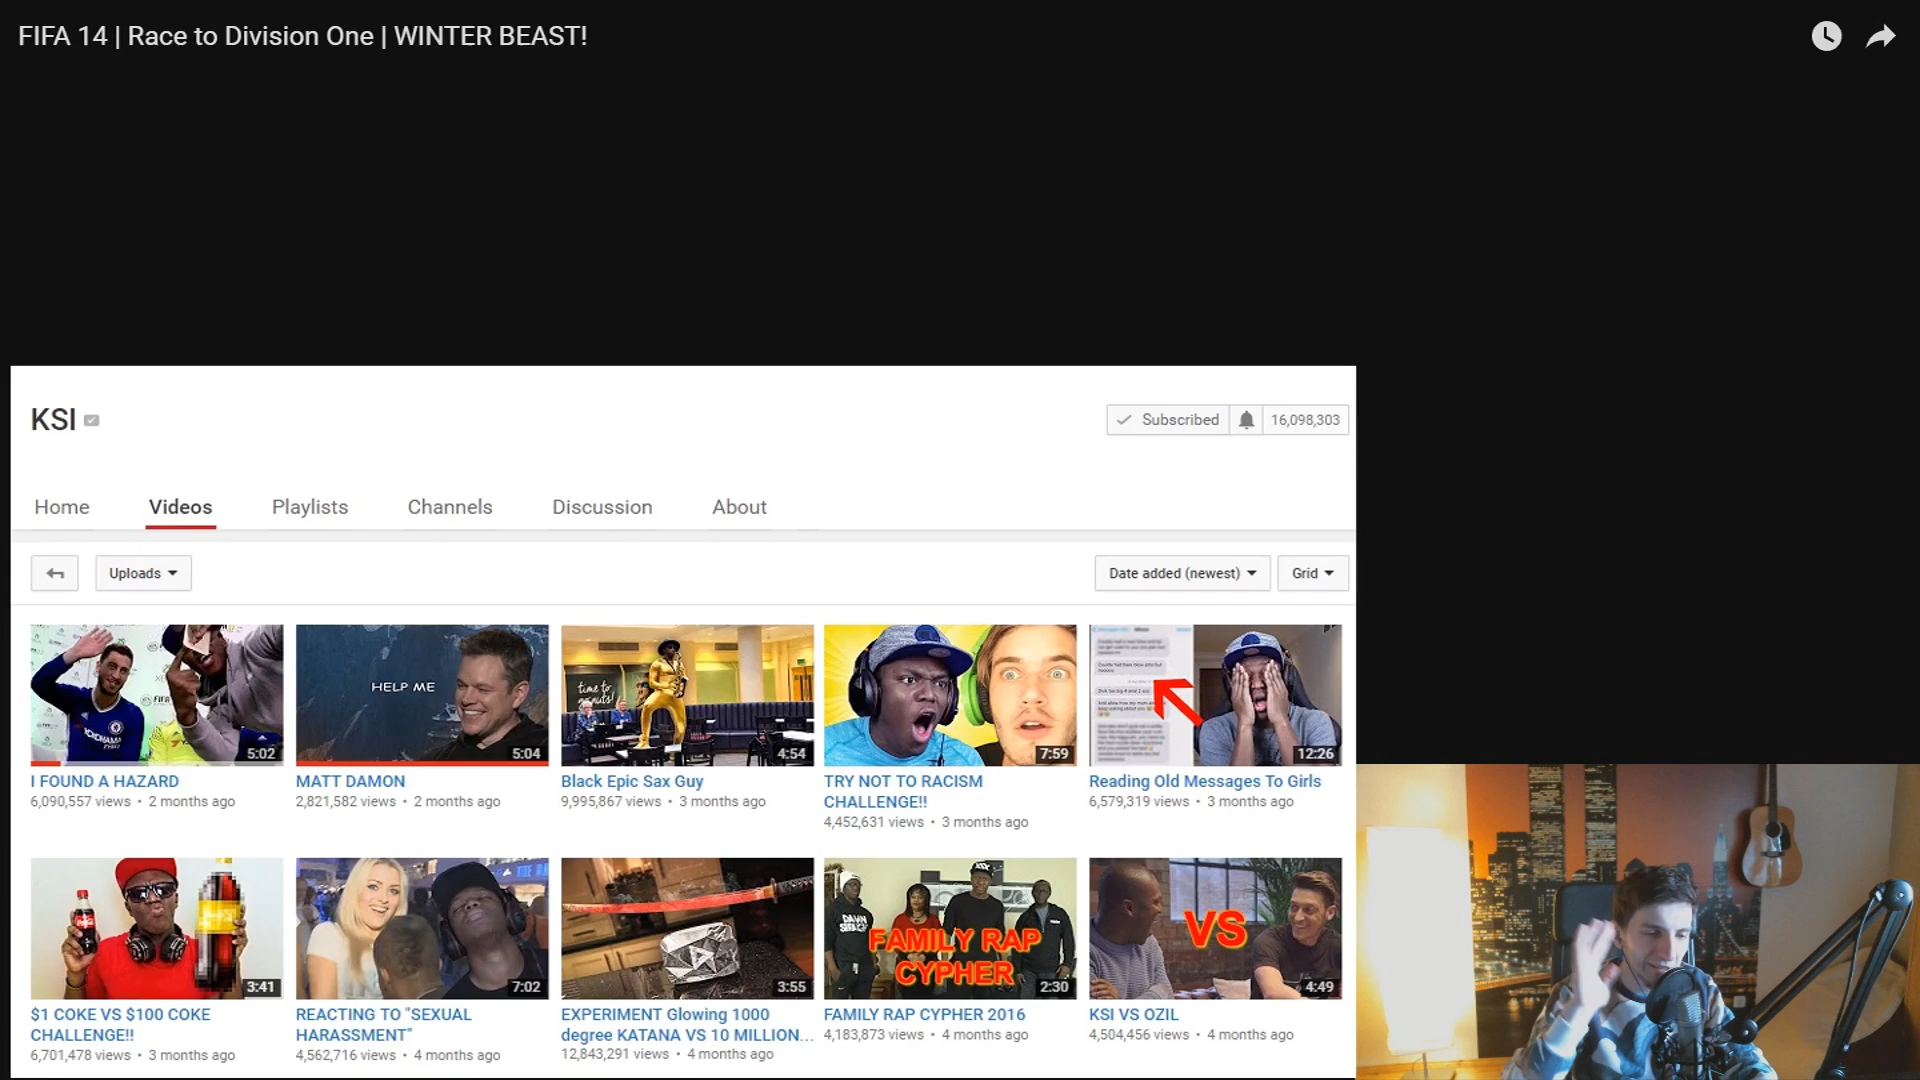 FIFA 14 | Race to Division One | WINTER BEAST!
KSI
Subscribed 16,098,303
Home Videos Playlists Channels Discussion About
Uploads Date added (newest) Grid
HELP ME
time to
5:02 5:04 4:54 7:59 12:26
I FOUND A HAZARD
6,090,557 views • 2 months ago
MATT DAMON
2,821,582 views • 2 months ago
Black Epic Sax Guy
9,995,867 views • 3 months ago
TRY NOT TO RACISM
CHALLENGE!!
4,452,631 views • 3 months ago
Reading Old Messages To Girls
6,579,319 views • 3 months ago
FAMILY RAP
CYPHER
VS
3:41 7:02 3:55 2:30 4:49
$1 COKE VS $100 COKE
CHALLENGE!!
6,701,478 views • 3 months ago
REACTING TO "SEXUAL
HARASSMENT"
4,562,716 views • 4 months ago
EXPERIMENT Glowing 1000
degree KATANA VS 10 MILLION...
12,843,291 views • 4 months ago
FAMILY RAP CYPHER 2016
4,183,873 views • 4 months ago
KSI VS OZIL
4,504,456 views • 4 months ago